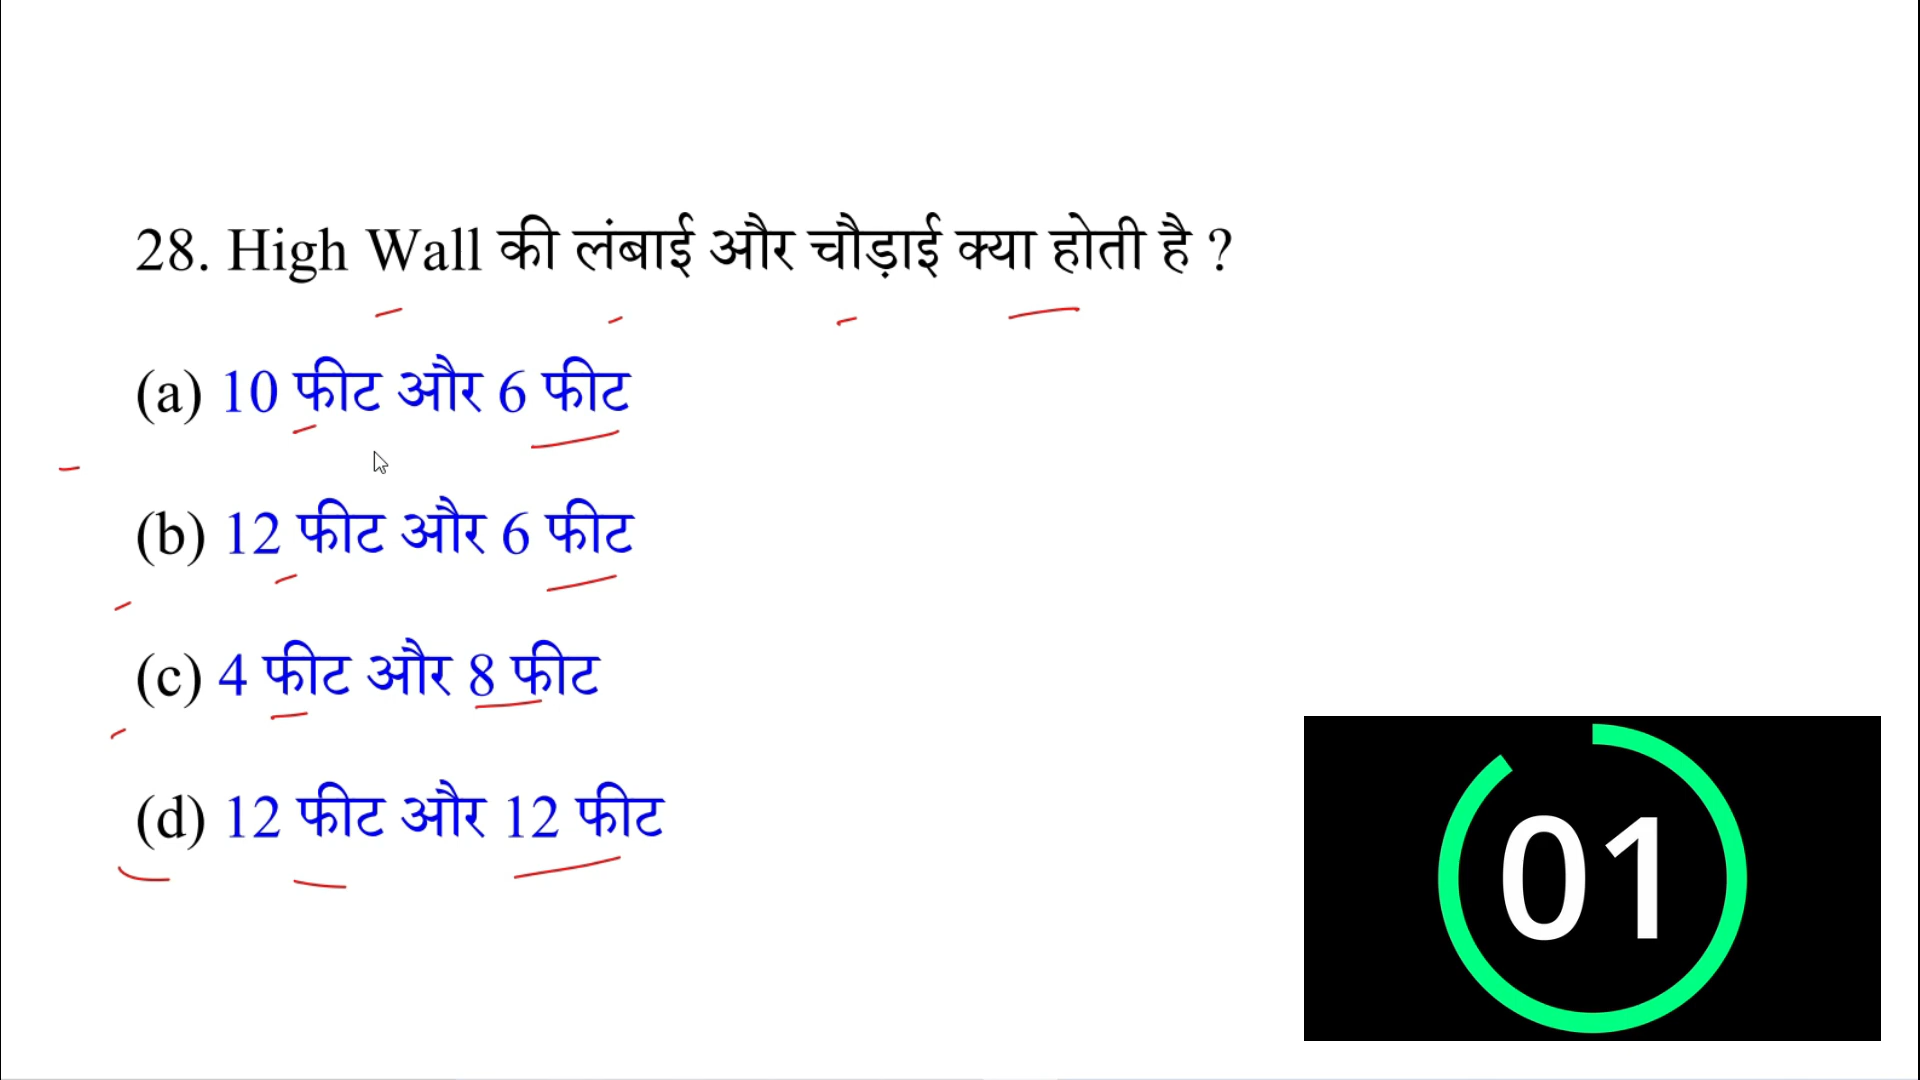 28. High Wall की लंबाई और चौड़ाई क्या होती है ?
(a) 10 फीट और 6 फीट
(b) 12 फीट और 6 फीट
(c) 4 फीट और 8 फीट
(d) 12 फीट और 12 फीट
01